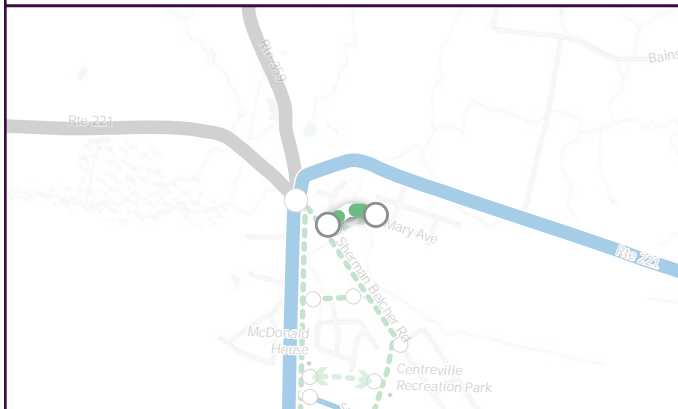 Rte 359
Bains
Rte 221
Mary Ave
Rte 221
Sherman Belcher Rd
McDonald
House
Centreville
Recreation Park